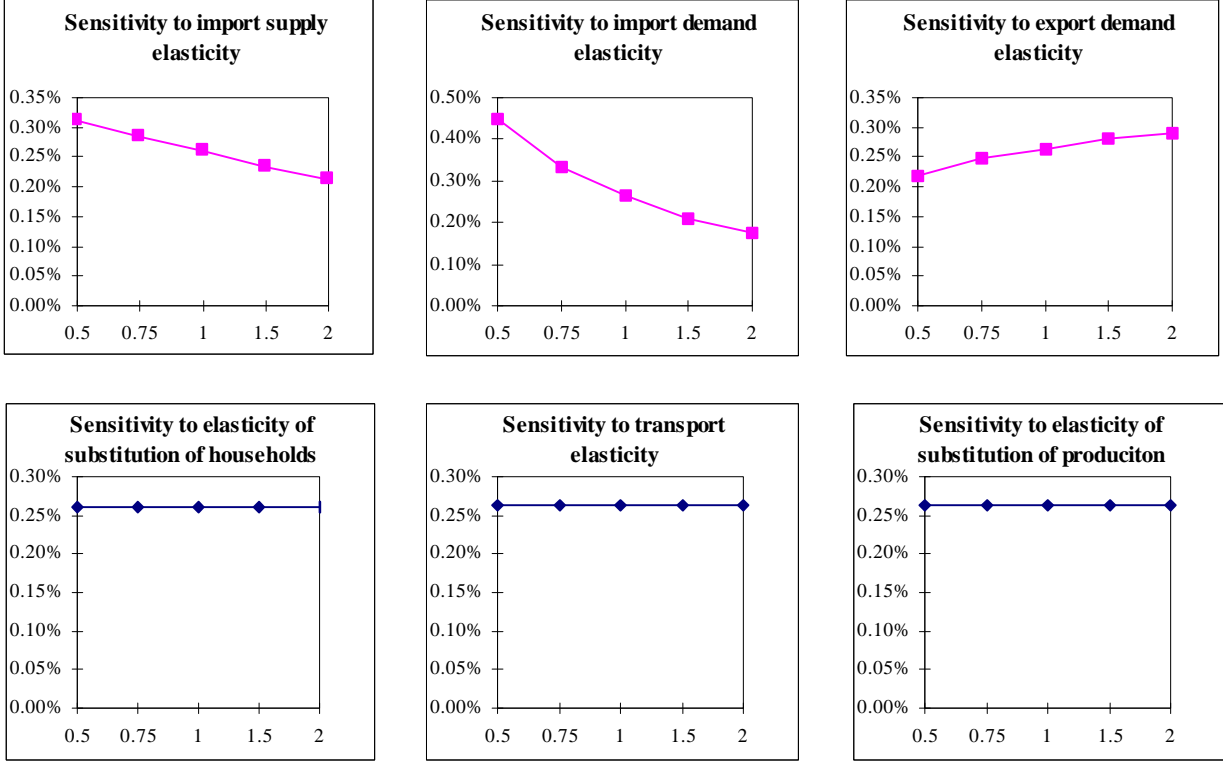 Sensitivity to import supply
elasticity
0.35%
0.30%
0.25%
0.20%
0.15%
0.10%
0.05%
0.00%
0.5 0.75 1 1.5 2
Sensitivity to import demand
elasticity
0.50%
0.40%
0.30%
0.20%
0.10%
0.00%
0.5 0.75 1 1.5 2
Sensitivity to export demand
elasticity
0.35%
0.30%
0.25%
0.20%
0.15%
0.10%
0.05%
0.00%
0.5 0.75 1 1.5 2
Sensitivity to elasticity of
substitution of households
0.30%
0.25%
0.20%
0.15%
0.10%
0.05%
0.00%
0.5 0.75 1 1.5 2
Sensitivity to transport
elasticity
0.30%
0.25%
0.20%
0.15%
0.10%
0.05%
0.00%
0.5 0.75 1 1.5 2
Sensitivity to elasticity of
substitution of produciton
0.30%
0.25%
0.20%
0.15%
0.10%
0.05%
0.00%
0.5 0.75 1 1.5 2